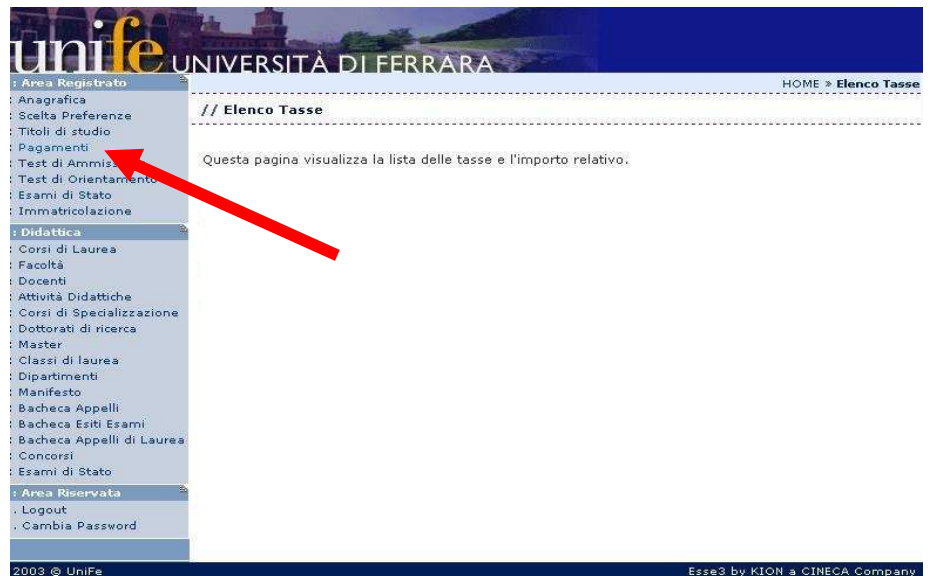 unife UNIVERSITÀ DI FERRARA
: Area Registrato
HOME » Elenco Tasse
: Anagrafica
: Scelta Preferenze
: Titoli di studio
: Pagamenti
: Test di
: Test di Orientamento
: Esami di Stato
: Immatricolazione
// Elenco Tasse
Questa pagina visualizza la lista delle tasse e l'importo relativo.
: Didattica
: Corsi di Laurea
: Facoltà
: Docenti
: Attività Didattiche
: Corsi di Specializzazione
: Dottorati di ricerca
: Master
: Classi di laurea
: Dipartimenti
: Manifesto
: Bacheca Appelli
: Bacheca Esiti Esami
: Bacheca Appelli di Laurea
: Concorsi
: Esami di Stato
: Area Riservata
. Logout
. Cambia Password
2003 @ UniFe
Esse3 by KION a CINECA Company